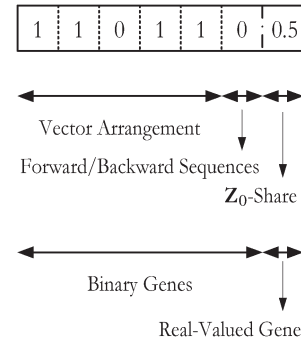 1 1 0 1 1 0 0.5
Vector Arrangement
Forward/Backward Sequences
Z₀-Share
Binary Genes
Real-Valued Gene